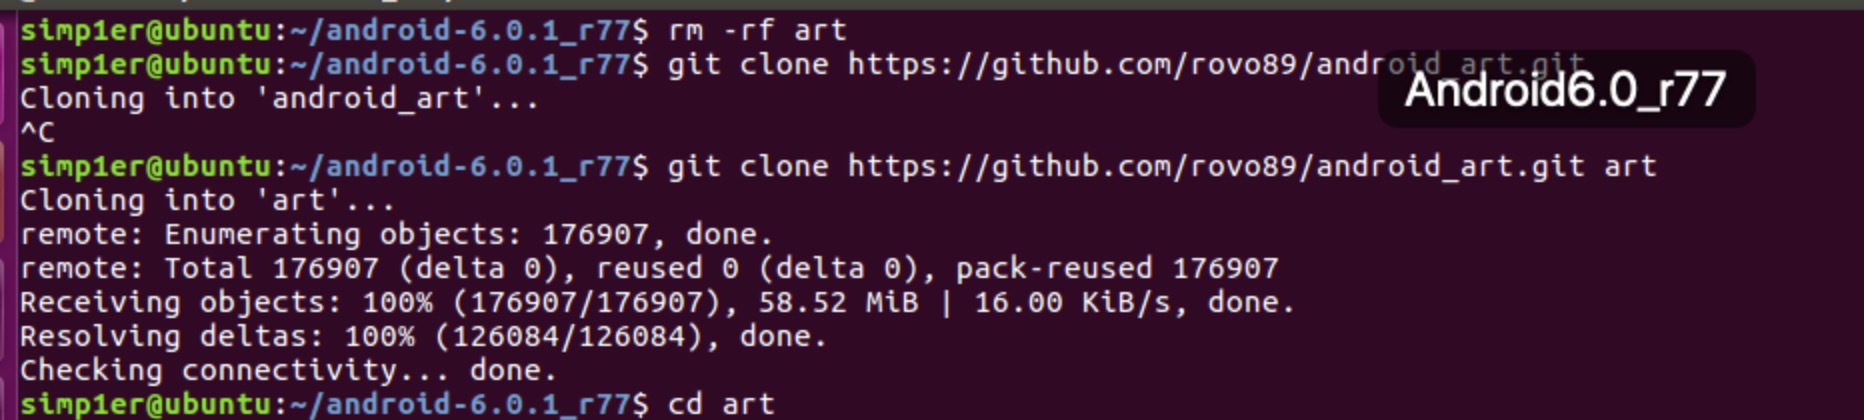 simp1er@ubuntu:~/android-6.0.1_r77$ rm -rf art
simp1er@ubuntu:~/android-6.0.1_r77$ git clone https://github.com/rovo89/android_art.git
Android6.0_r77
Cloning into 'android_art'...
^C
simp1er@ubuntu:~/android-6.0.1_r77$ git clone https://github.com/rovo89/android_art.git art
Cloning into 'art'...
remote: Enumerating objects: 176907, done.
remote: Total 176907 (delta 0), reused 0 (delta 0), pack-reused 176907
Receiving objects: 100% (176907/176907), 58.52 MiB | 16.00 KiB/s, done.
Resolving deltas: 100% (126084/126084), done.
Checking connectivity... done.
simp1er@ubuntu:~/android-6.0.1_r77$ cd art